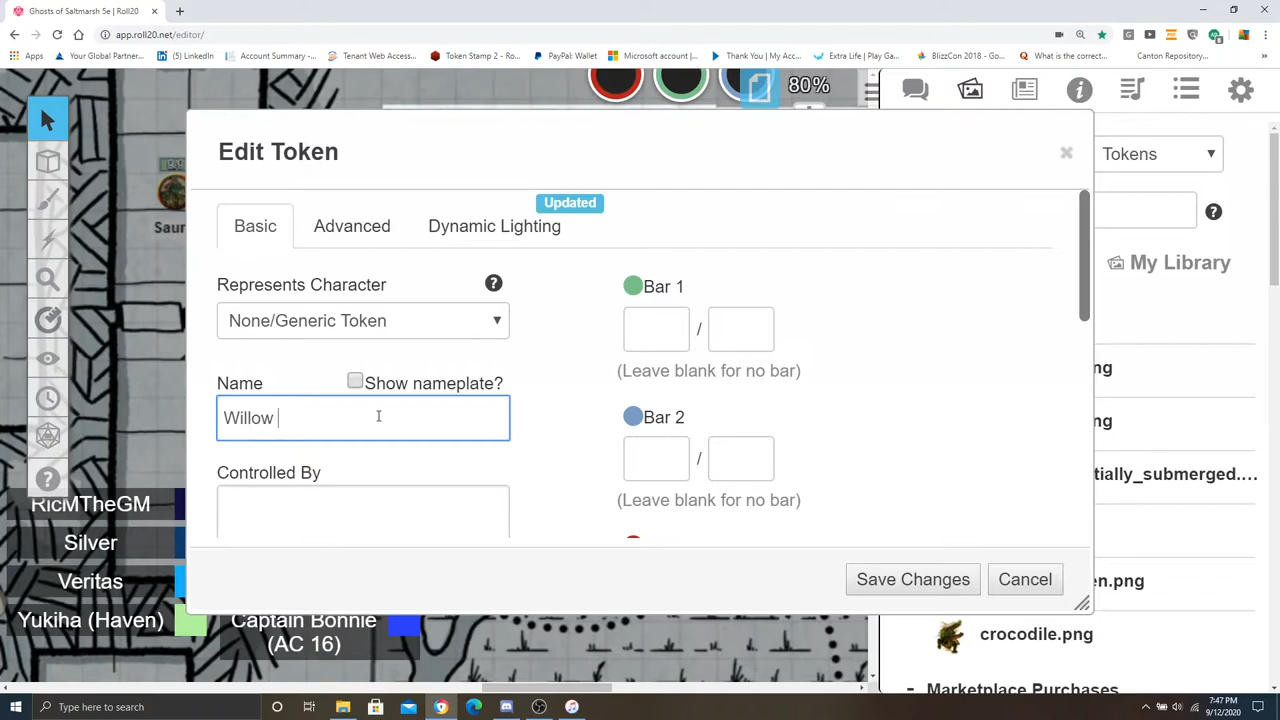 Ghosts of Saltmarsh 5e | Roll20
app.roll20.net/editor/
Apps
Your Global Partner...
(5) LinkedIn
Account Summary -...
Tenant Web Access...
Token Stamp 2 - Ro...
PayPal: Wallet
Microsoft account |...
Thank You | My Acc...
Extra Life | Play Ga...
BlizzCon 2018 - Goo...
What is the correct...
Canton Repository...
80%
Edit Token
Updated
Basic
Advanced
Dynamic Lighting
Represents Character
None/Generic Token
Name
Show nameplate?
Willow
Controlled By
Bar 1
/
(Leave blank for no bar)
Bar 2
/
(Leave blank for no bar)
Save Changes
Cancel
Tokens
My Library
ng
ng
tially_submerged....
en.png
crocodile.png
- Marketplace Purchases
Saur
RicMTheGM
Silver
Veritas
Yukiha (Haven)
Captain Bonnie
(AC 16)
Type here to search
7:47 PM
9/12/2020